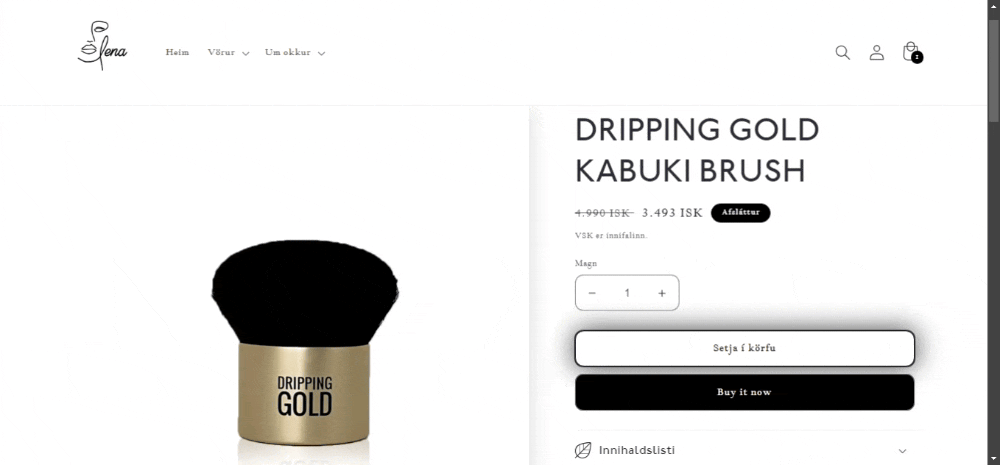 Elena
Heim Vörur Um okkur
1
DRIPPING GOLD
KABUKI BRUSH
4.990 ISK 3.493 ISK Afsláttur
VSK er innifalinn.
Magn
− 1 +
Setja í körfu
Buy it now
Innihaldslisti
DRIPPING
GOLD